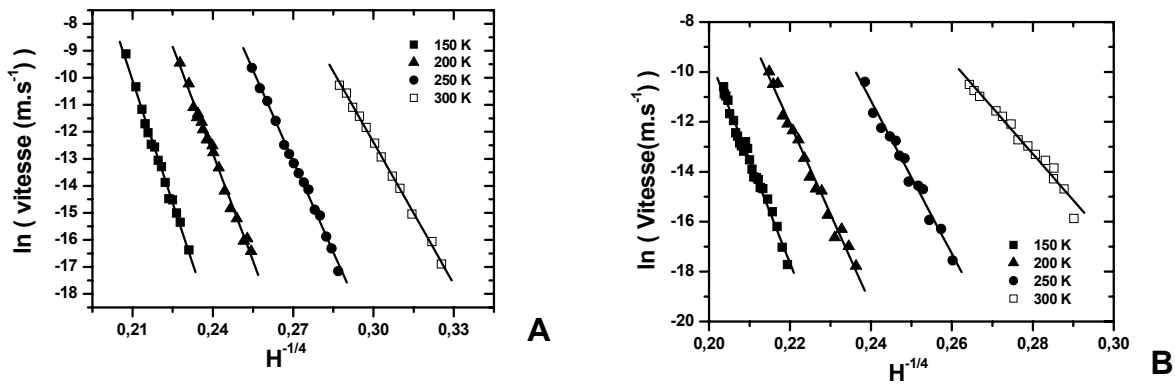 -8
-9
-10
-11
-12
-13
-14
-15
-16
-17
-18
ln ( vitesse (m.s-1) )
150 K
200 K
250 K
300 K
0,21 0,24 0,27 0,30 0,33
H-1/4
A
-8
-10
-12
-14
-16
-18
-20
ln ( Vitesse(m.s-1) )
150 K
200 K
250 K
300 K
0,20 0,22 0,24 0,26 0,28 0,30
H-1/4
B